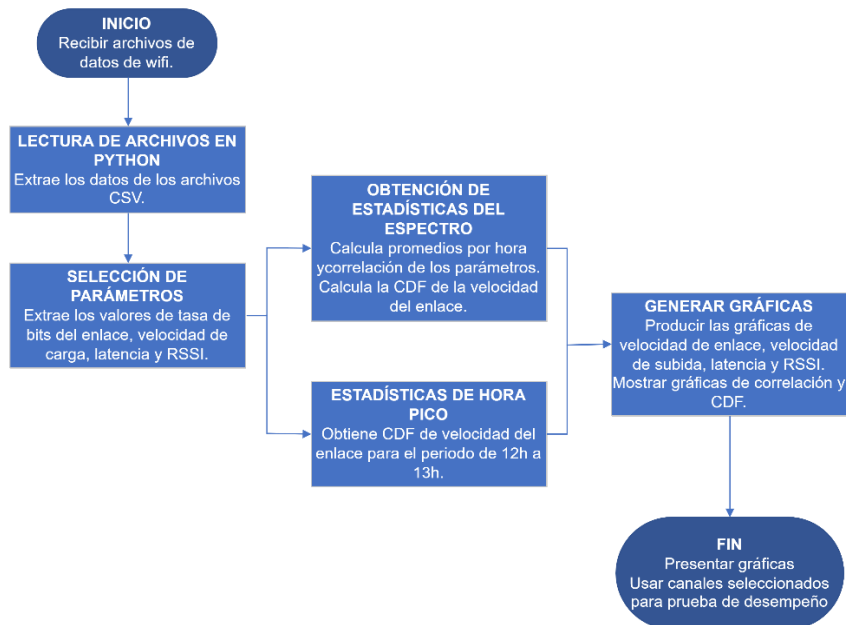 INICIO
Recibir archivos de
datos de wifi.
LECTURA DE ARCHIVOS EN
PYTHON
Extrae los datos de los archivos
CSV.
SELECCIÓN DE
PARÁMETROS
Extrae los valores de tasa de
bits del enlace, velocidad de
carga, latencia y RSSI.
OBTENCIÓN DE
ESTADÍSTICAS DEL
ESPECTRO
Calcula promedios por hora
ycorrelación de los parámetros.
Calcula la CDF de la velocidad
del enlace.
ESTADÍSTICAS DE HORA
PICO
Obtiene CDF de velocidad del
enlace para el periodo de 12h a
13h.
GENERAR GRÁFICAS
Producir las gráficas de
velocidad de enlace, velocidad
de subida, latencia y RSSI.
Mostrar gráficas de correlación y
CDF.
FIN
Presentar gráficas
Usar canales seleccionados
para prueba de desempeño